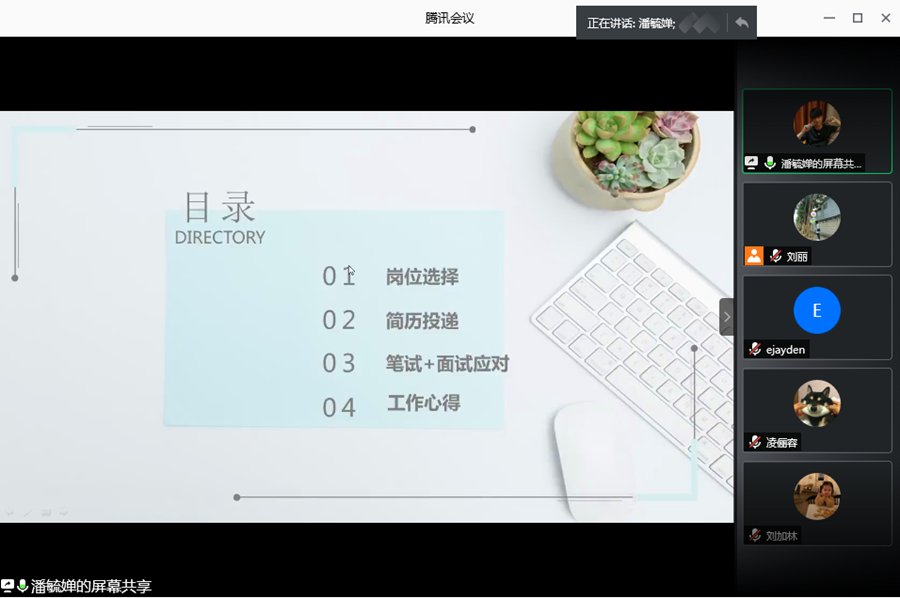 腾讯会议
正在讲话: 潘毓婵;
目录
DIRECTORY
01 岗位选择
02 简历投递
03 笔试+面试应对
04 工作心得
潘毓婵的屏幕共...
刘丽
E
ejayden
凌俪容
刘加林
潘毓婵的屏幕共享